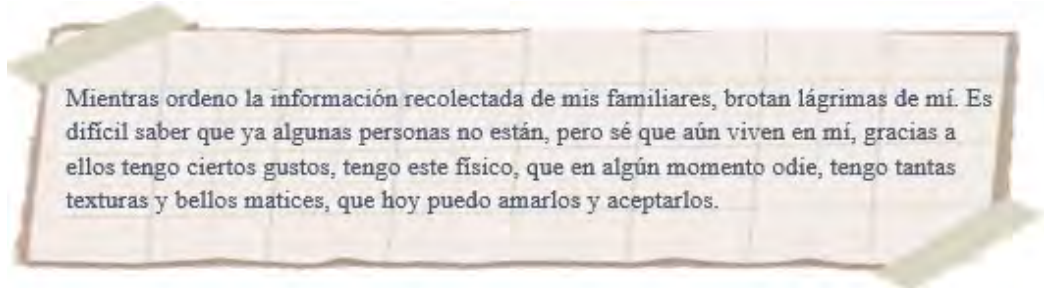 Mientras ordeno la información recolectada de mis familiares, brotan lágrimas de mí. Es
difícil saber que ya algunas personas no están, pero sé que aún viven en mí, gracias a
ellos tengo ciertos gustos, tengo este físico, que en algún momento odie, tengo tantas
texturas y bellos matices, que hoy puedo amarlos y aceptarlos.